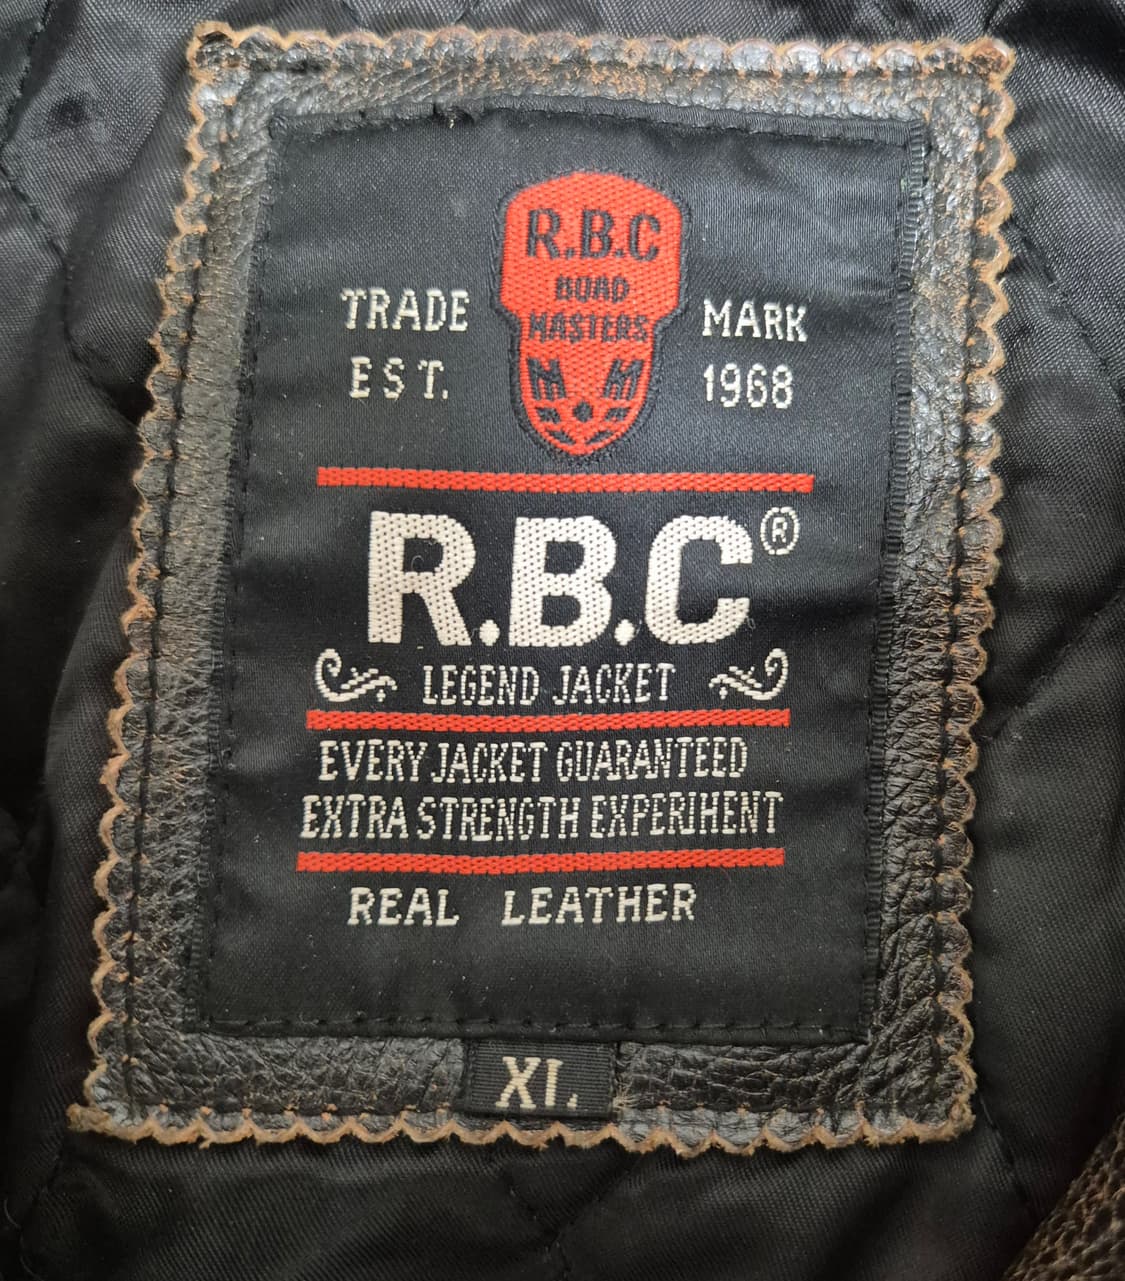 R.B.C
ROAD
MASTERS
TRADE MARK
EST. 1968
R.B.C®
LEGEND JACKET
EVERY JACKET GUARANTEED
EXTRA STRENGTH EXPERIHENT
REAL LEATHER
XL